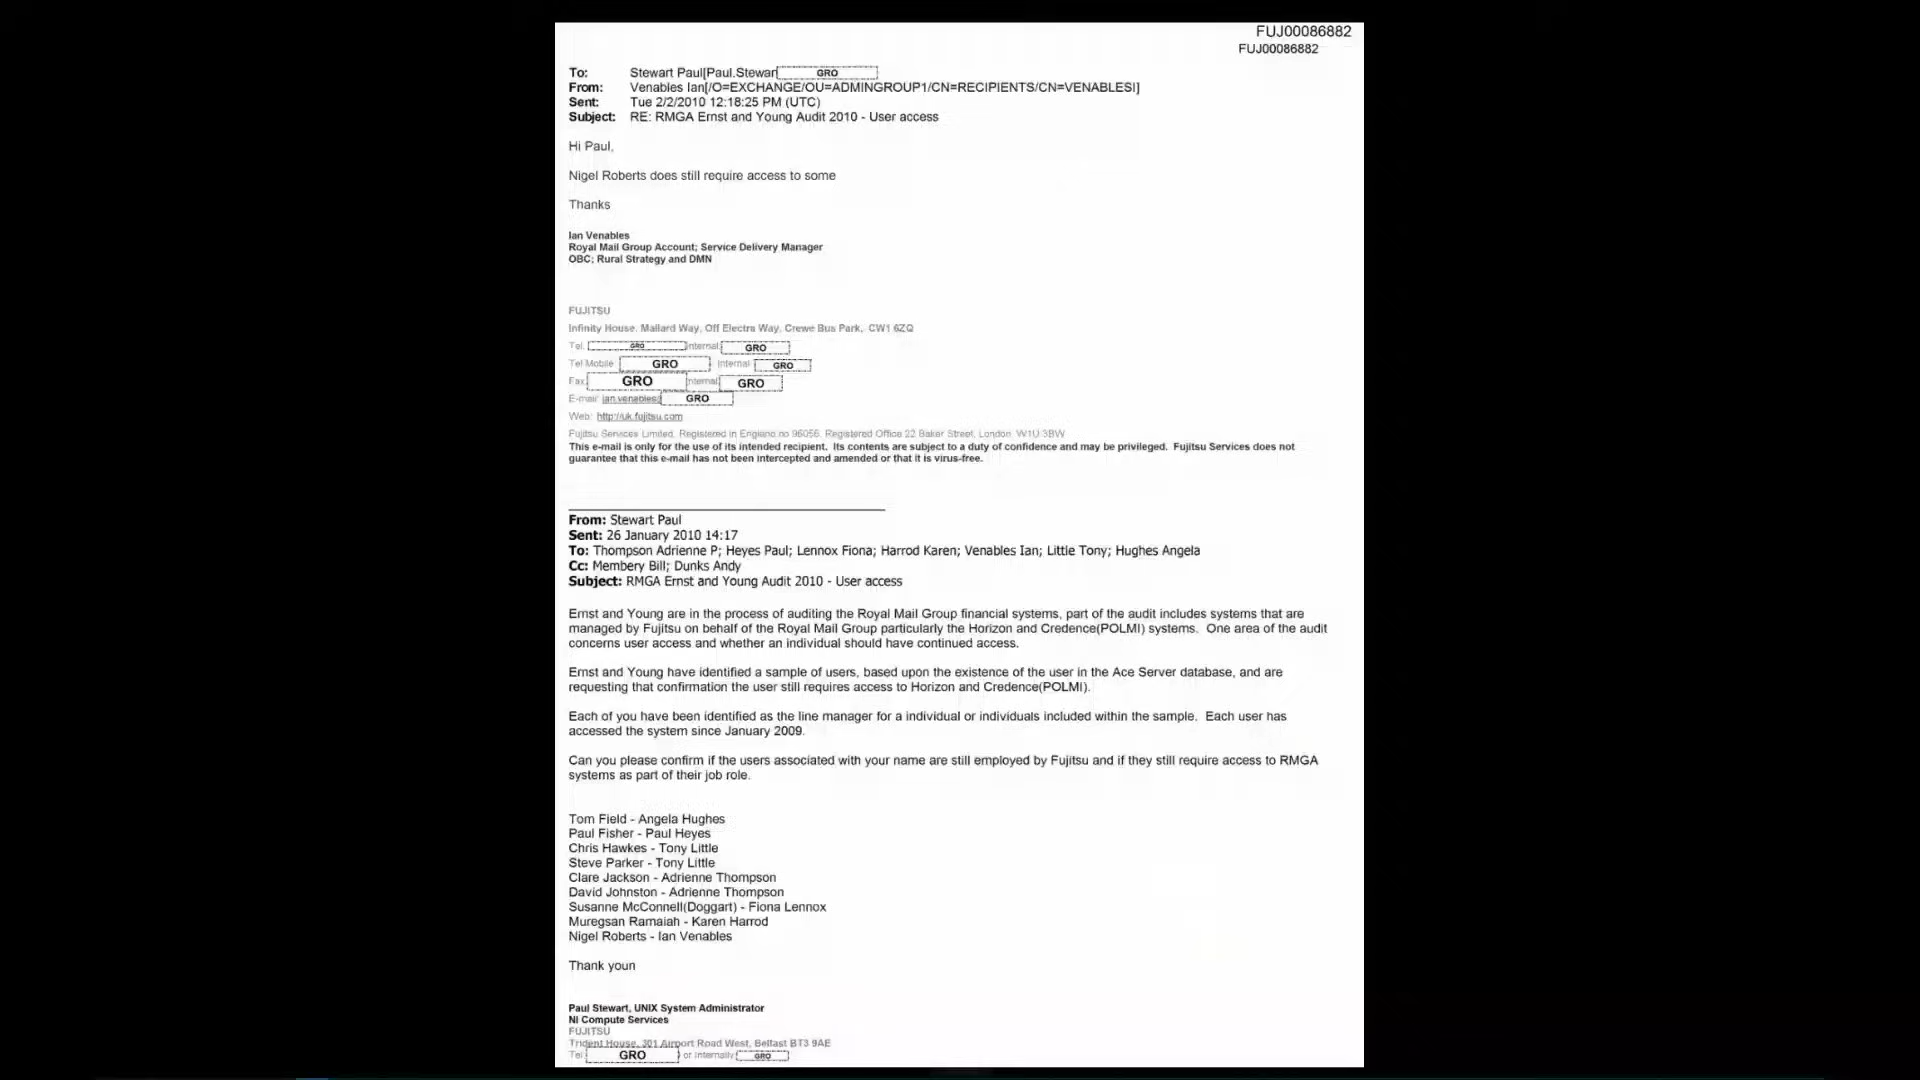 FUJ00086882
FUJ00086882
To: Stewart Paul[Paul.Stewar GRO
From: Venables Ian[/O=EXCHANGE/OU=ADMINGROUP1/CN=RECIPIENTS/CN=VENABLESI]
Sent: Tue 2/2/2010 12:18:25 PM (UTC)
Subject: RE: RMGA Ernst and Young Audit 2010 - User access
Hi Paul,
Nigel Roberts does still require access to some
Thanks
Ian Venables
Royal Mail Group Account; Service Delivery Manager
OBC; Rural Strategy and DMN
FUJITSU
Infinity House, Mallard Way, Off Electra Way, Crewe Bus Park, CW1 6ZQ
Tel: GRO Internal: GRO
Tel Mobile GRO Internal GRO
Fax: GRO Internal: GRO
E-mail: ian.venables@ GRO
Web: http://uk.fujitsu.com
Fujitsu Services Limited, Registered in England no 96056, Registered Office 22 Baker Street, London, W1U 3BW
This e-mail is only for the use of its intended recipient. Its contents are subject to a duty of confidence and may be privileged. Fujitsu Services does not
guarantee that this e-mail has not been intercepted and amended or that it is virus-free.
From: Stewart Paul
Sent: 26 January 2010 14:17
To: Thompson Adrienne P; Heyes Paul; Lennox Fiona; Harrod Karen; Venables Ian; Little Tony; Hughes Angela
Cc: Membery Bill; Dunks Andy
Subject: RMGA Ernst and Young Audit 2010 - User access
Ernst and Young are in the process of auditing the Royal Mail Group financial systems, part of the audit includes systems that are
managed by Fujitsu on behalf of the Royal Mail Group particularly the Horizon and Credence(POLMI) systems. One area of the audit
concerns user access and whether an individual should have continued access.
Ernst and Young have identified a sample of users, based upon the existence of the user in the Ace Server database, and are
requesting that confirmation the user still requires access to Horizon and Credence(POLMI).
Each of you have been identified as the line manager for a individual or individuals included within the sample. Each user has
accessed the system since January 2009.
Can you please confirm if the users associated with your name are still employed by Fujitsu and if they still require access to RMGA
systems as part of their job role.
Tom Field - Angela Hughes
Paul Fisher - Paul Heyes
Chris Hawkes - Tony Little
Steve Parker - Tony Little
Clare Jackson - Adrienne Thompson
David Johnston - Adrienne Thompson
Susanne McConnell(Doggart) - Fiona Lennox
Muregsan Ramaiah - Karen Harrod
Nigel Roberts - Ian Venables
Thank youn
Paul Stewart, UNIX System Administrator
NI Compute Services
FUJITSU
Trident House, 301 Airport Road West, Belfast BT3 9AE
Tel: GRO or Internally GRO